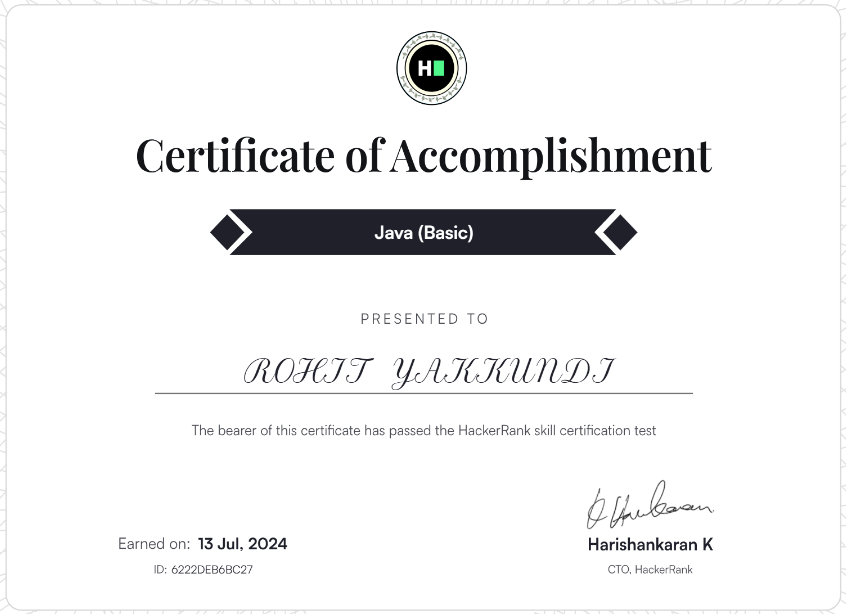 H
Certificate of Accomplishment
Java (Basic)
PRESENTED TO
ROHIT YAKKUNDI
The bearer of this certificate has passed the HackerRank skill certification test
Earned on: 13 Jul, 2024
Harishankaran K
ID: 6222DEB6BC27
CTO, HackerRank